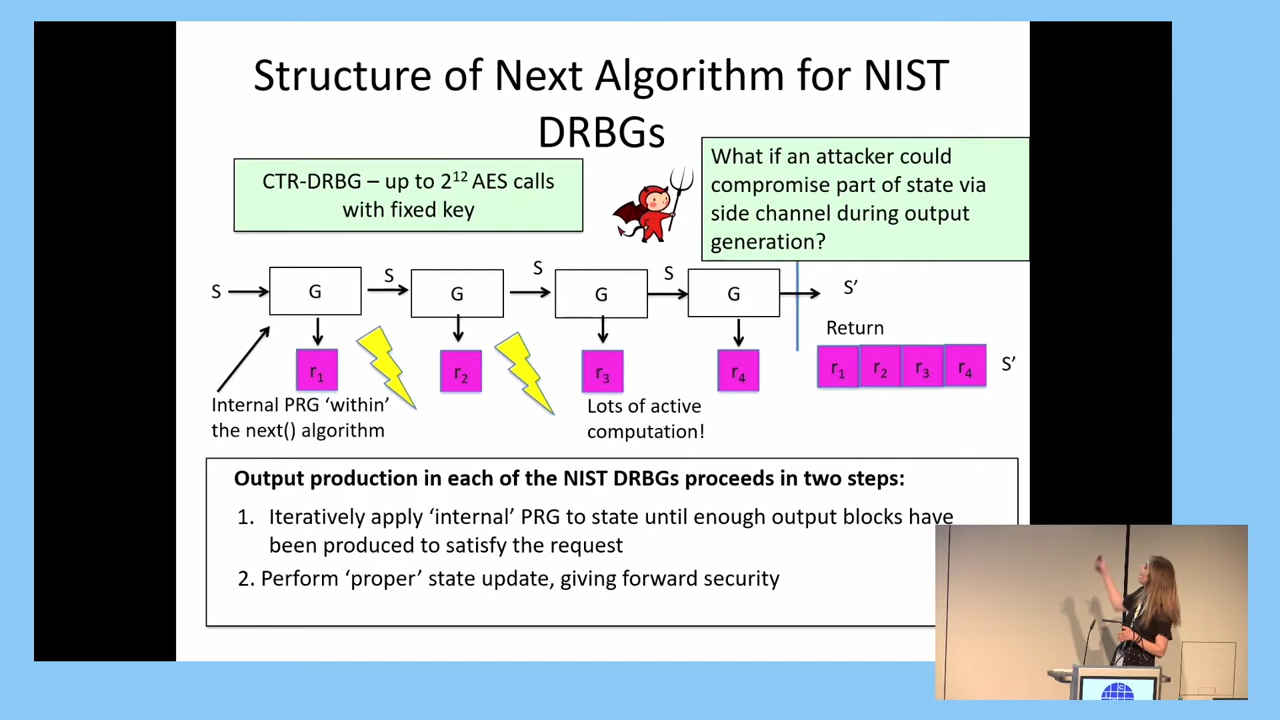 Structure of Next Algorithm for NIST
DRBGs
CTR-DRBG – up to 2¹² AES calls
with fixed key
What if an attacker could
compromise part of state via
side channel during output
generation?
S
G
S
G
S
G
S
G
S’
r₁
r₂
r₃
r₄
Return
r₁ r₂ r₃ r₄ S’
Internal PRG ‘within’
the next() algorithm
Lots of active
computation!
Output production in each of the NIST DRBGs proceeds in two steps:
1. Iteratively apply ‘internal’ PRG to state until enough output blocks have
been produced to satisfy the request
2. Perform ‘proper’ state update, giving forward security